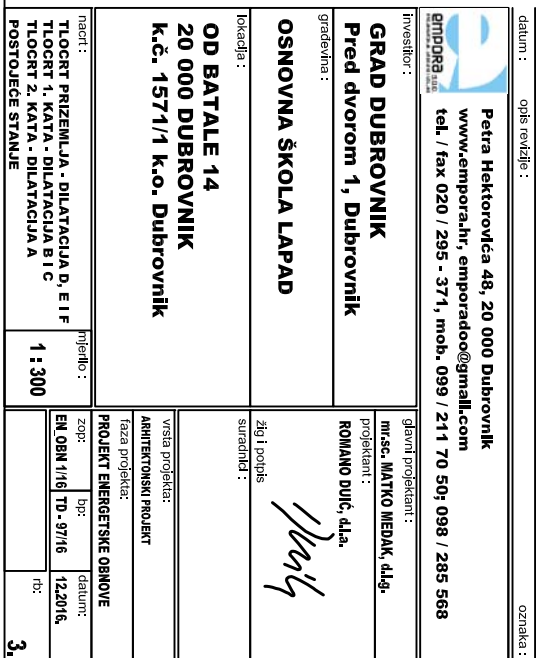 datum :
opis revizije :
oznaka :
empora d.o.o.
Petra Hektorovića 48, 20 000 Dubrovnik
www.empora.hr, emporadoo@gmail.com
tel. / fax 020 / 295 - 371, mob. 099 / 211 70 50; 098 / 285 568
investitor :
GRAD DUBROVNIK
Pred dvorom 1, Dubrovnik
građevina :
OSNOVNA ŠKOLA LAPAD
lokacija :
OD BATALE 14
20 000 DUBROVNIK
k.č. 1571/1 k.o. Dubrovnik
glavni projektant :
mr.sc. MATKO MEDAK, d.i.g.
projektant :
ROMANO DUIĆ, d.i.a.
žig i potpis
suradnici :
vrsta projekta:
ARHITEKTONSKI PROJEKT
faza projekta:
PROJEKT ENERGETSKE OBNOVE
nacrt :
TLOCRT PRIZEMLJA - DILATACIJA D, E I F
TLOCRT 1. KATA - DILATACIJA B I C
TLOCRT 2. KATA - DILATACIJA A
POSTOJEĆE STANJE
mjerilo :
1 : 300
zop:
EN_OBN 1/16
bp:
TD - 97/16
datum:
12.2016.
rb:
3.